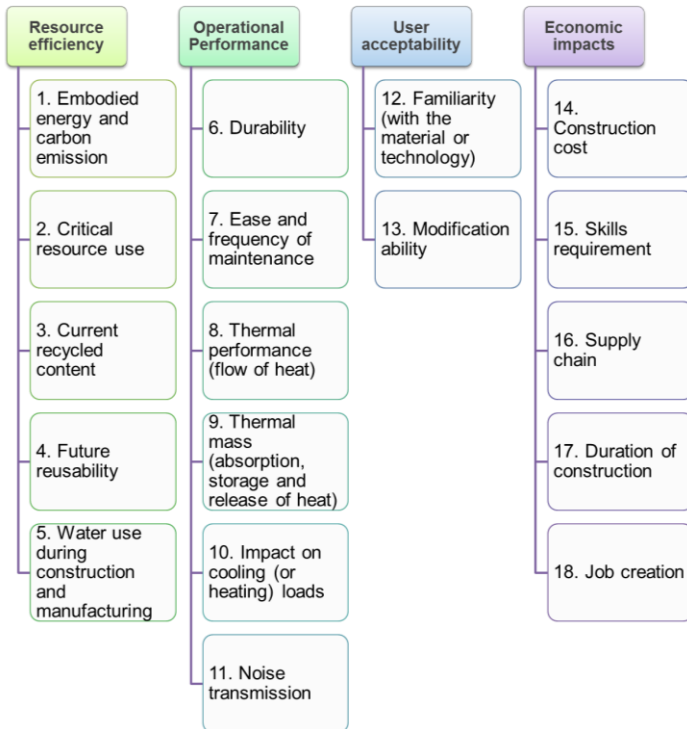 Resource
efficiency
1. Embodied
energy and
carbon
emission
2. Critical
resource use
3. Current
recycled
content
4. Future
reusability
5. Water use
during
construction
and
manufacturing
Operational
Performance
6. Durability
7. Ease and
frequency of
maintenance
8. Thermal
performance
(flow of heat)
9. Thermal
mass
(absorption,
storage and
release of heat)
10. Impact on
cooling (or
heating) loads
11. Noise
transmission
User
acceptability
12. Familiarity
(with the
material or
technology)
13. Modification
ability
Economic
impacts
14.
Construction
cost
15. Skills
requirement
16. Supply
chain
17. Duration of
construction
18. Job creation